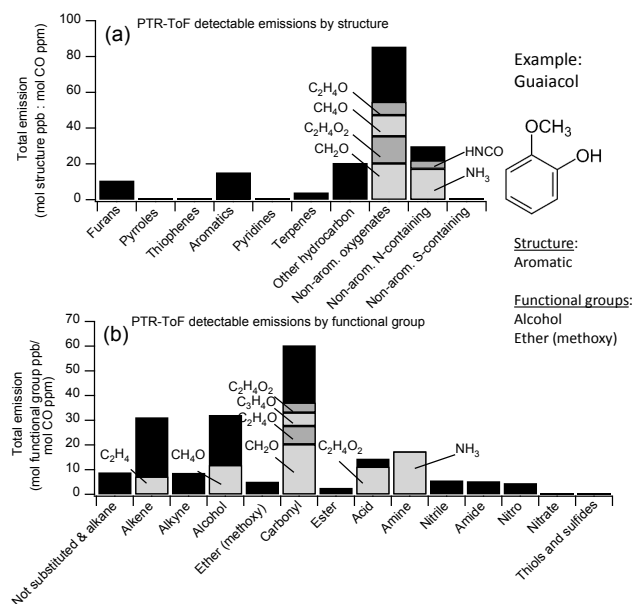 (a)
PTR-ToF detectable emissions by structure
Total emission
(mol structure ppb : mol CO ppm)
100
80
60
40
20
0
C2H4O
CH4O
C2H4O2
CH2O
HNCO
NH3
Furans
Pyrroles
Thiophenes
Aromatics
Pyridines
Terpenes
Other hydrocarbon
Non-arom. oxygenates
Non-arom. N-containing
Non-arom. S-containing
Example:
Guaiacol
OCH3
OH
Structure:
Aromatic
Functional groups:
Alcohol
Ether (methoxy)
(b)
PTR-ToF detectable emissions by functional group
Total emission
(mol functional group ppb/
mol CO ppm)
70
60
50
40
30
20
10
0
C2H4
CH4O
C2H4O2
C3H4O
C2H4O
CH2O
C2H4O2
NH3
Not substituted & alkane
Alkene
Alkyne
Alcohol
Ether (methoxy)
Carbonyl
Ester
Acid
Amine
Nitrile
Amide
Nitro
Nitrate
Thiols and sulfides